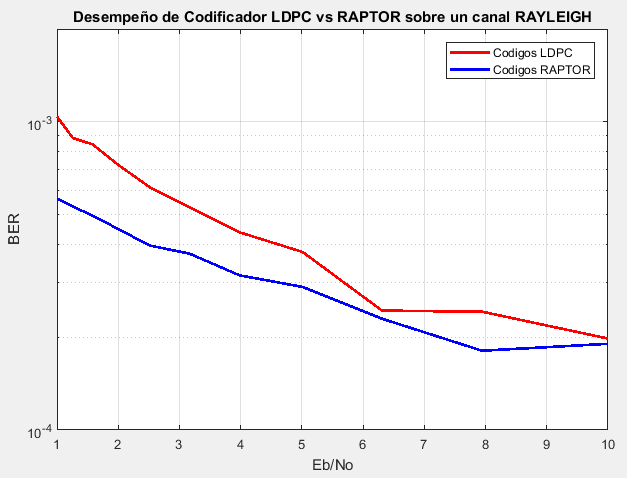 Desempeño de Codificador LDPC vs RAPTOR sobre un canal RAYLEIGH
Codigos LDPC
Codigos RAPTOR
10^-3
BER
10^-4
1 2 3 4 5 6 7 8 9 10
Eb/No